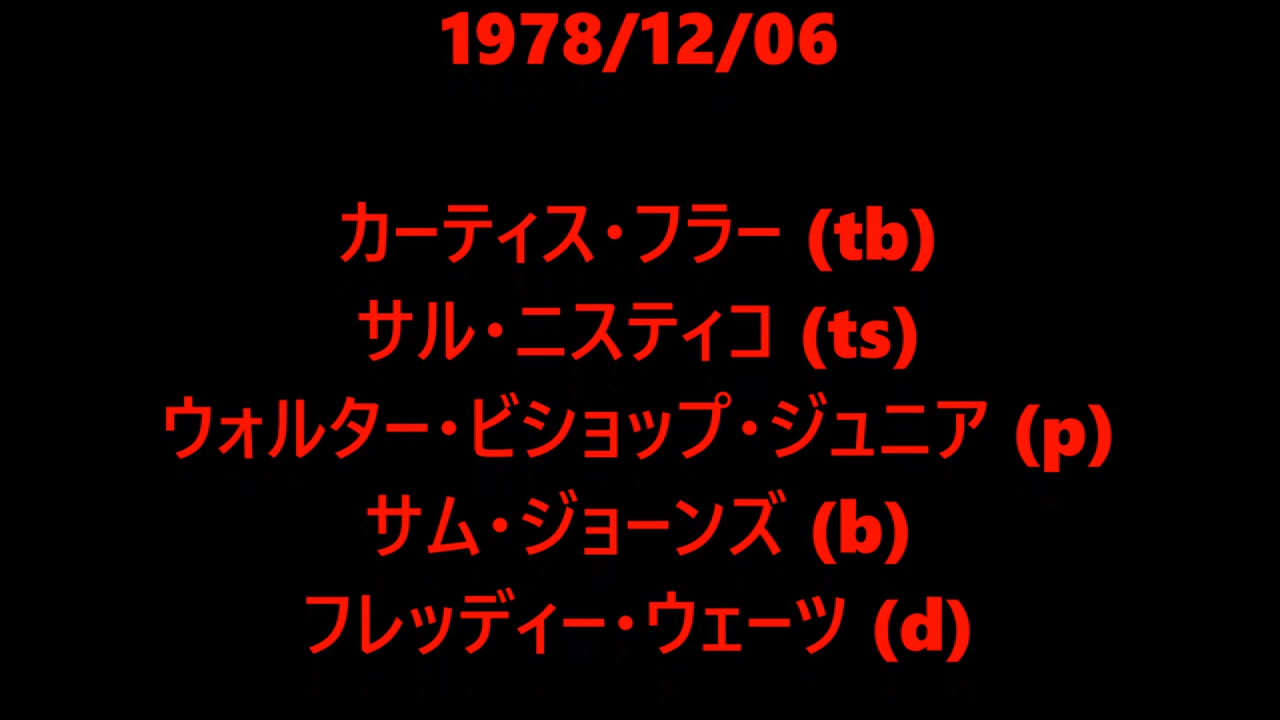 1978/12/06
カーティス・フラー (tb)
サル・ニスティコ (ts)
ウォルター・ビショップ・ジュニア (p)
サム・ジョーンズ (b)
フレッディー・ウェーツ (d)